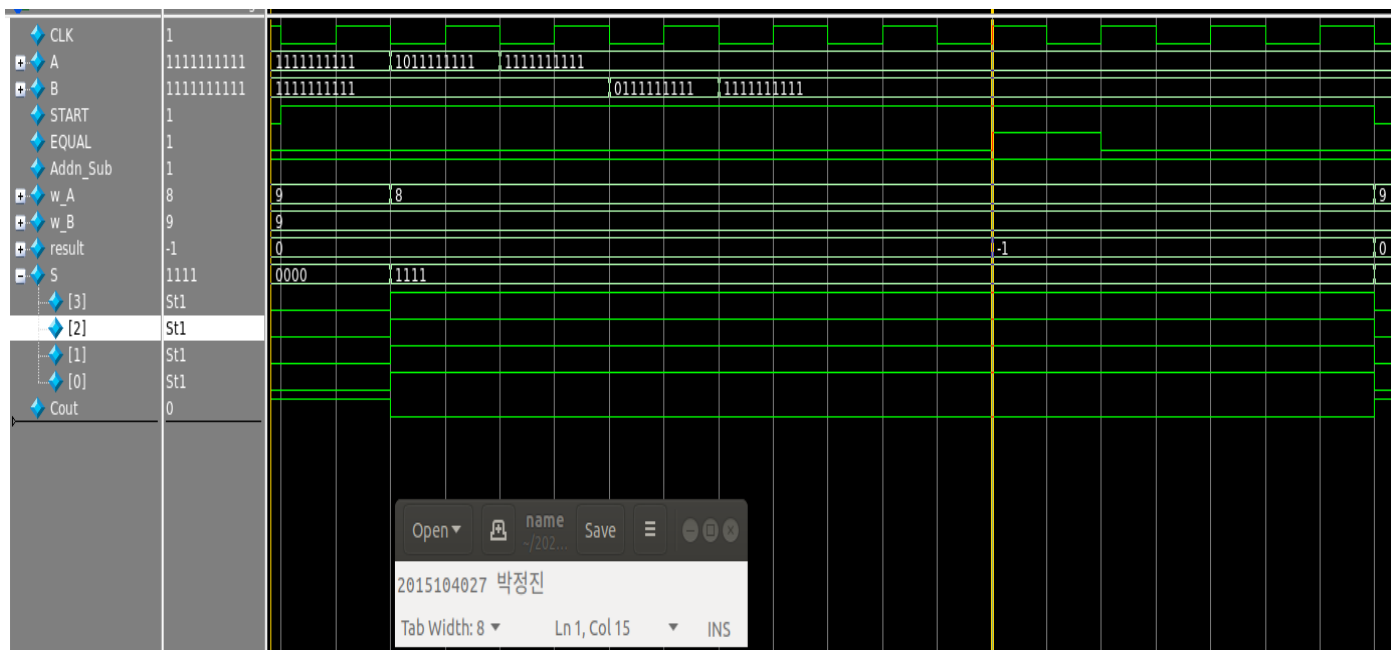 CLK 1
A 1111111111 1111111111 1011111111 1111111111
B 1111111111 1111111111 0111111111 1111111111
START 1
EQUAL 1
Addn_Sub 1
w_A 8 9 8 9
w_B 9 9
result -1 0 -1 0
S 1111 0000 1111
[3] St1
[2] St1
[1] St1
[0] St1
Cout 0
Open name Save
~/202...
2015104027 박정진
Tab Width: 8 Ln 1, Col 15 INS